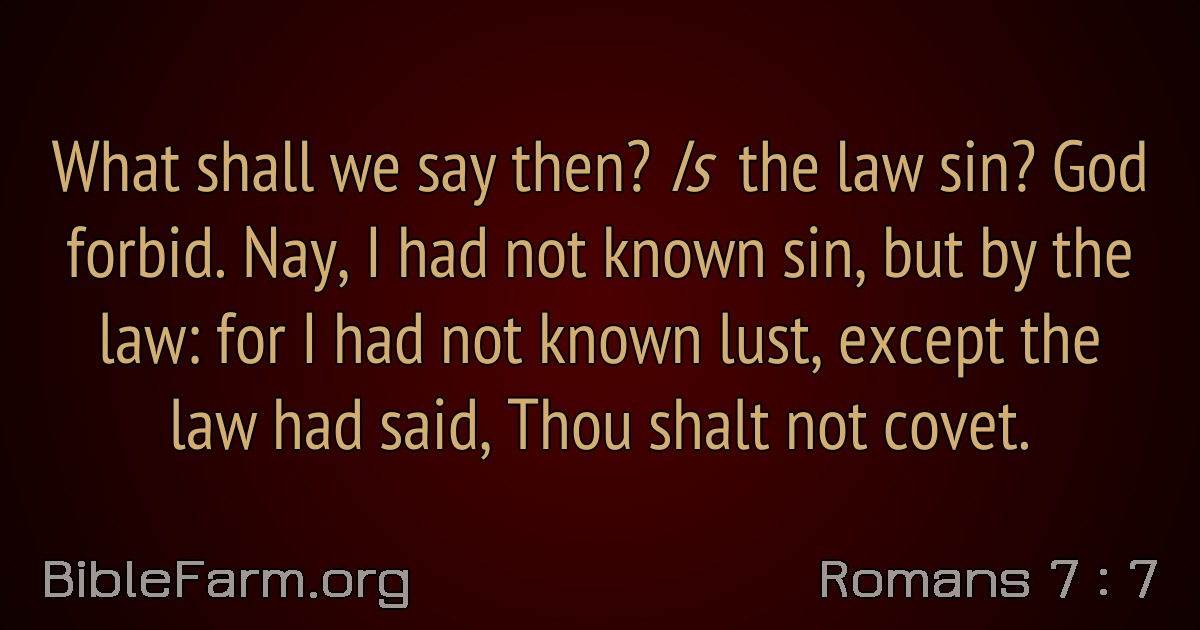 What shall we say then? Is the law sin? God
forbid. Nay, I had not known sin, but by the
law: for I had not known lust, except the
law had said, Thou shalt not covet.
BibleFarm.org
Romans 7 : 7